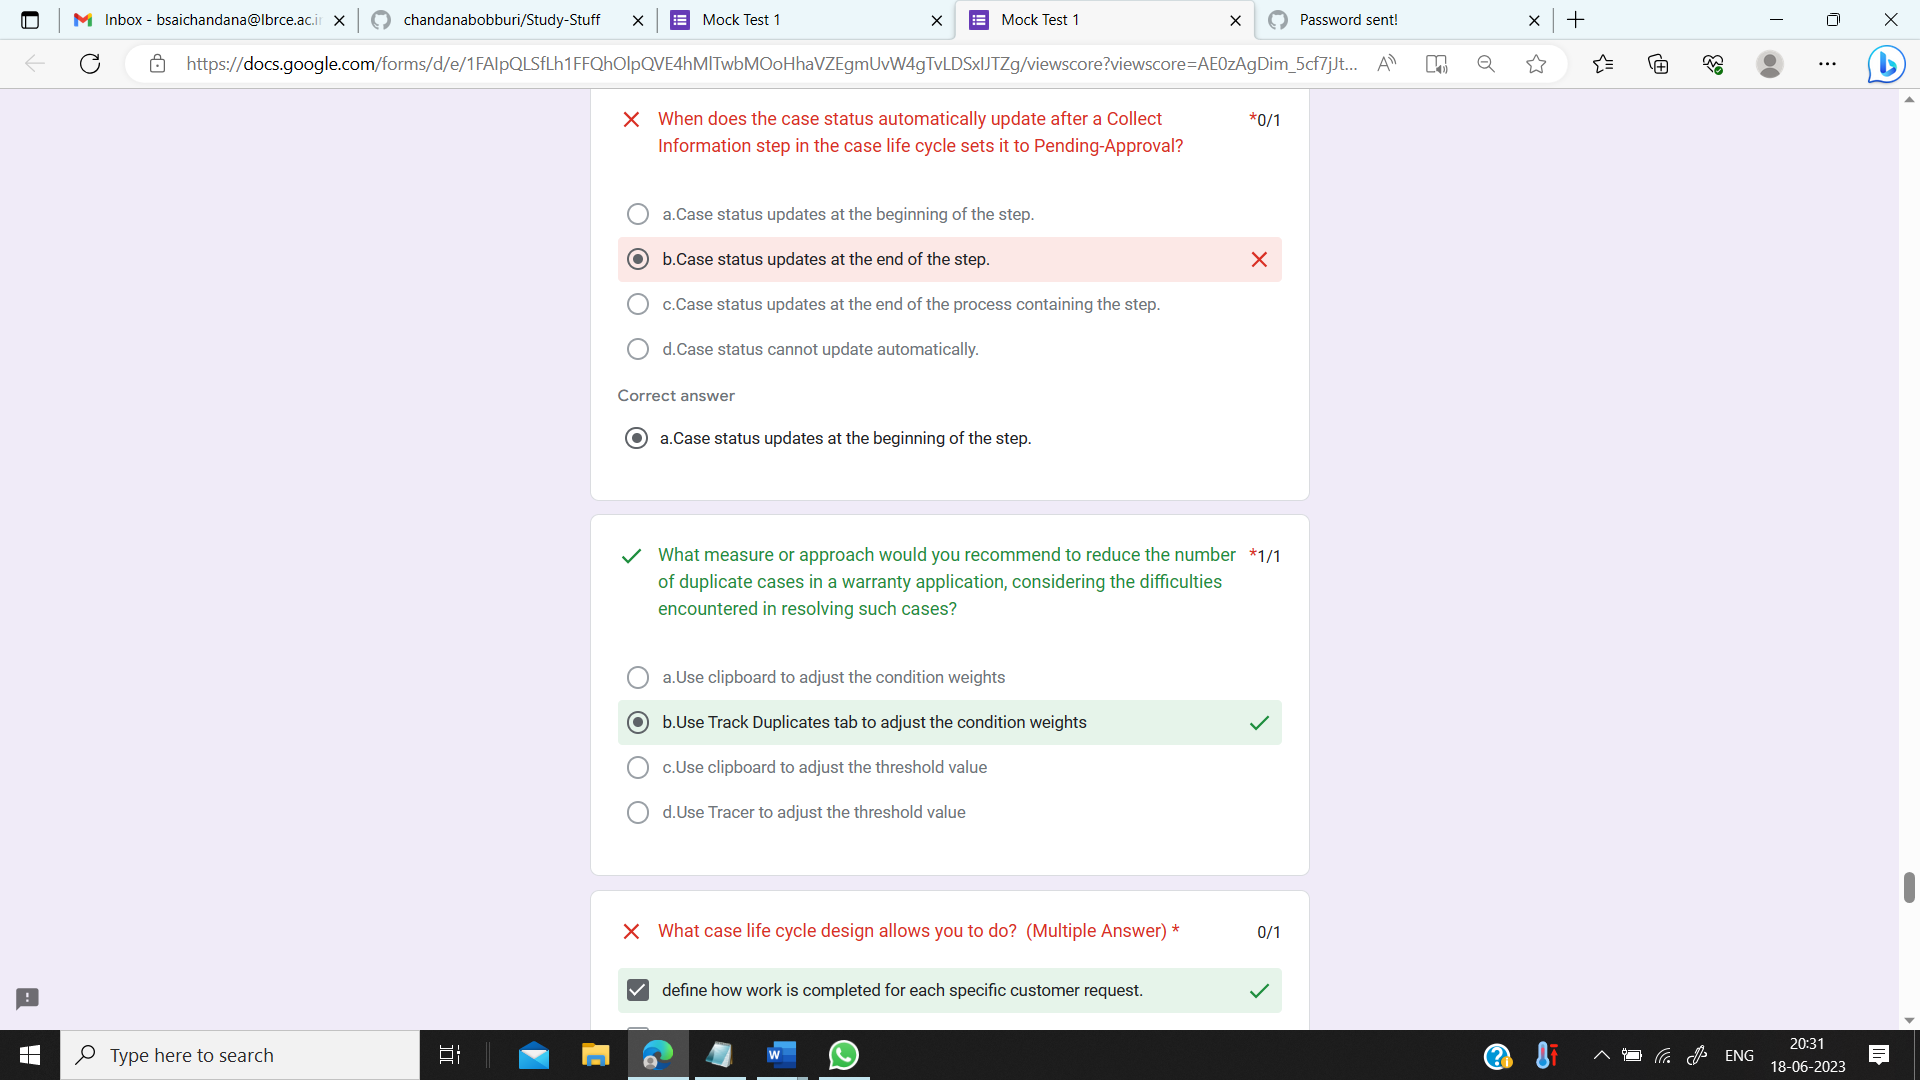 Inbox - bsaichandana@lbrce.ac.i
chandanabobburi/Study-Stuff
Mock Test 1
Mock Test 1
Password sent!
https://docs.google.com/forms/d/e/1FAIpQLSfLh1FFQhOlpQVE4hMlTwbMOoHhaVZEgmUvW4gTvLDSxIJTZg/viewscore?viewscore=AE0zAgDim_5cf7jJt...
When does the case status automatically update after a Collect *0/1
Information step in the case life cycle sets it to Pending-Approval?
a.Case status updates at the beginning of the step.
b.Case status updates at the end of the step.
c.Case status updates at the end of the process containing the step.
d.Case status cannot update automatically.
Correct answer
a.Case status updates at the beginning of the step.
What measure or approach would you recommend to reduce the number *1/1
of duplicate cases in a warranty application, considering the difficulties
encountered in resolving such cases?
a.Use clipboard to adjust the condition weights
b.Use Track Duplicates tab to adjust the condition weights
c.Use clipboard to adjust the threshold value
d.Use Tracer to adjust the threshold value
What case life cycle design allows you to do? (Multiple Answer) * 0/1
define how work is completed for each specific customer request.
Type here to search
ENG
20:31
18-06-2023